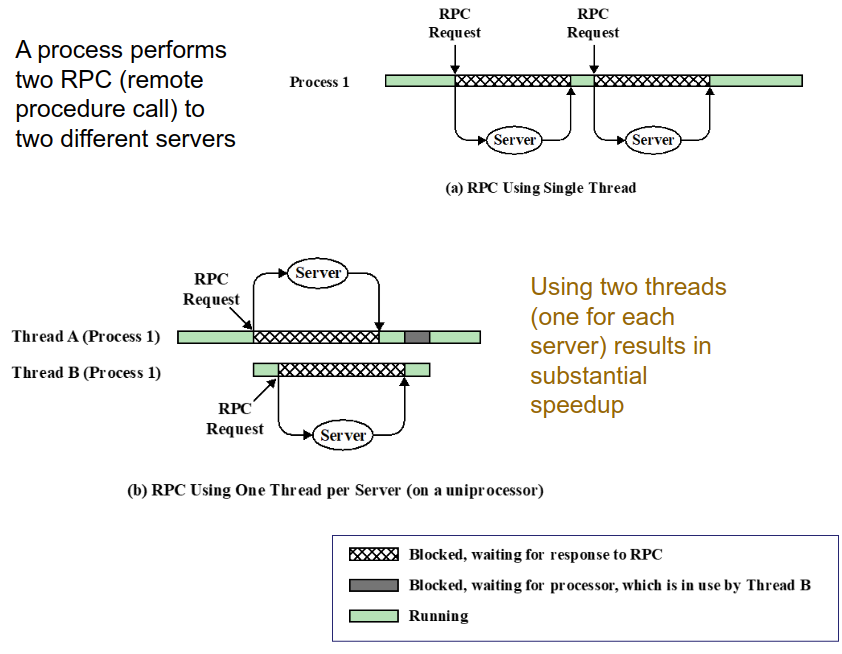 A process performs
two RPC (remote
procedure call) to
two different servers
RPC
Request
RPC
Request
Process 1
Server
Server
(a) RPC Using Single Thread
Server
RPC
Request
Thread A (Process 1)
Thread B (Process 1)
RPC
Request
Server
Using two threads
(one for each
server) results in
substantial
speedup
(b) RPC Using One Thread per Server (on a uniprocessor)
Blocked, waiting for response to RPC
Blocked, waiting for processor, which is in use by Thread B
Running